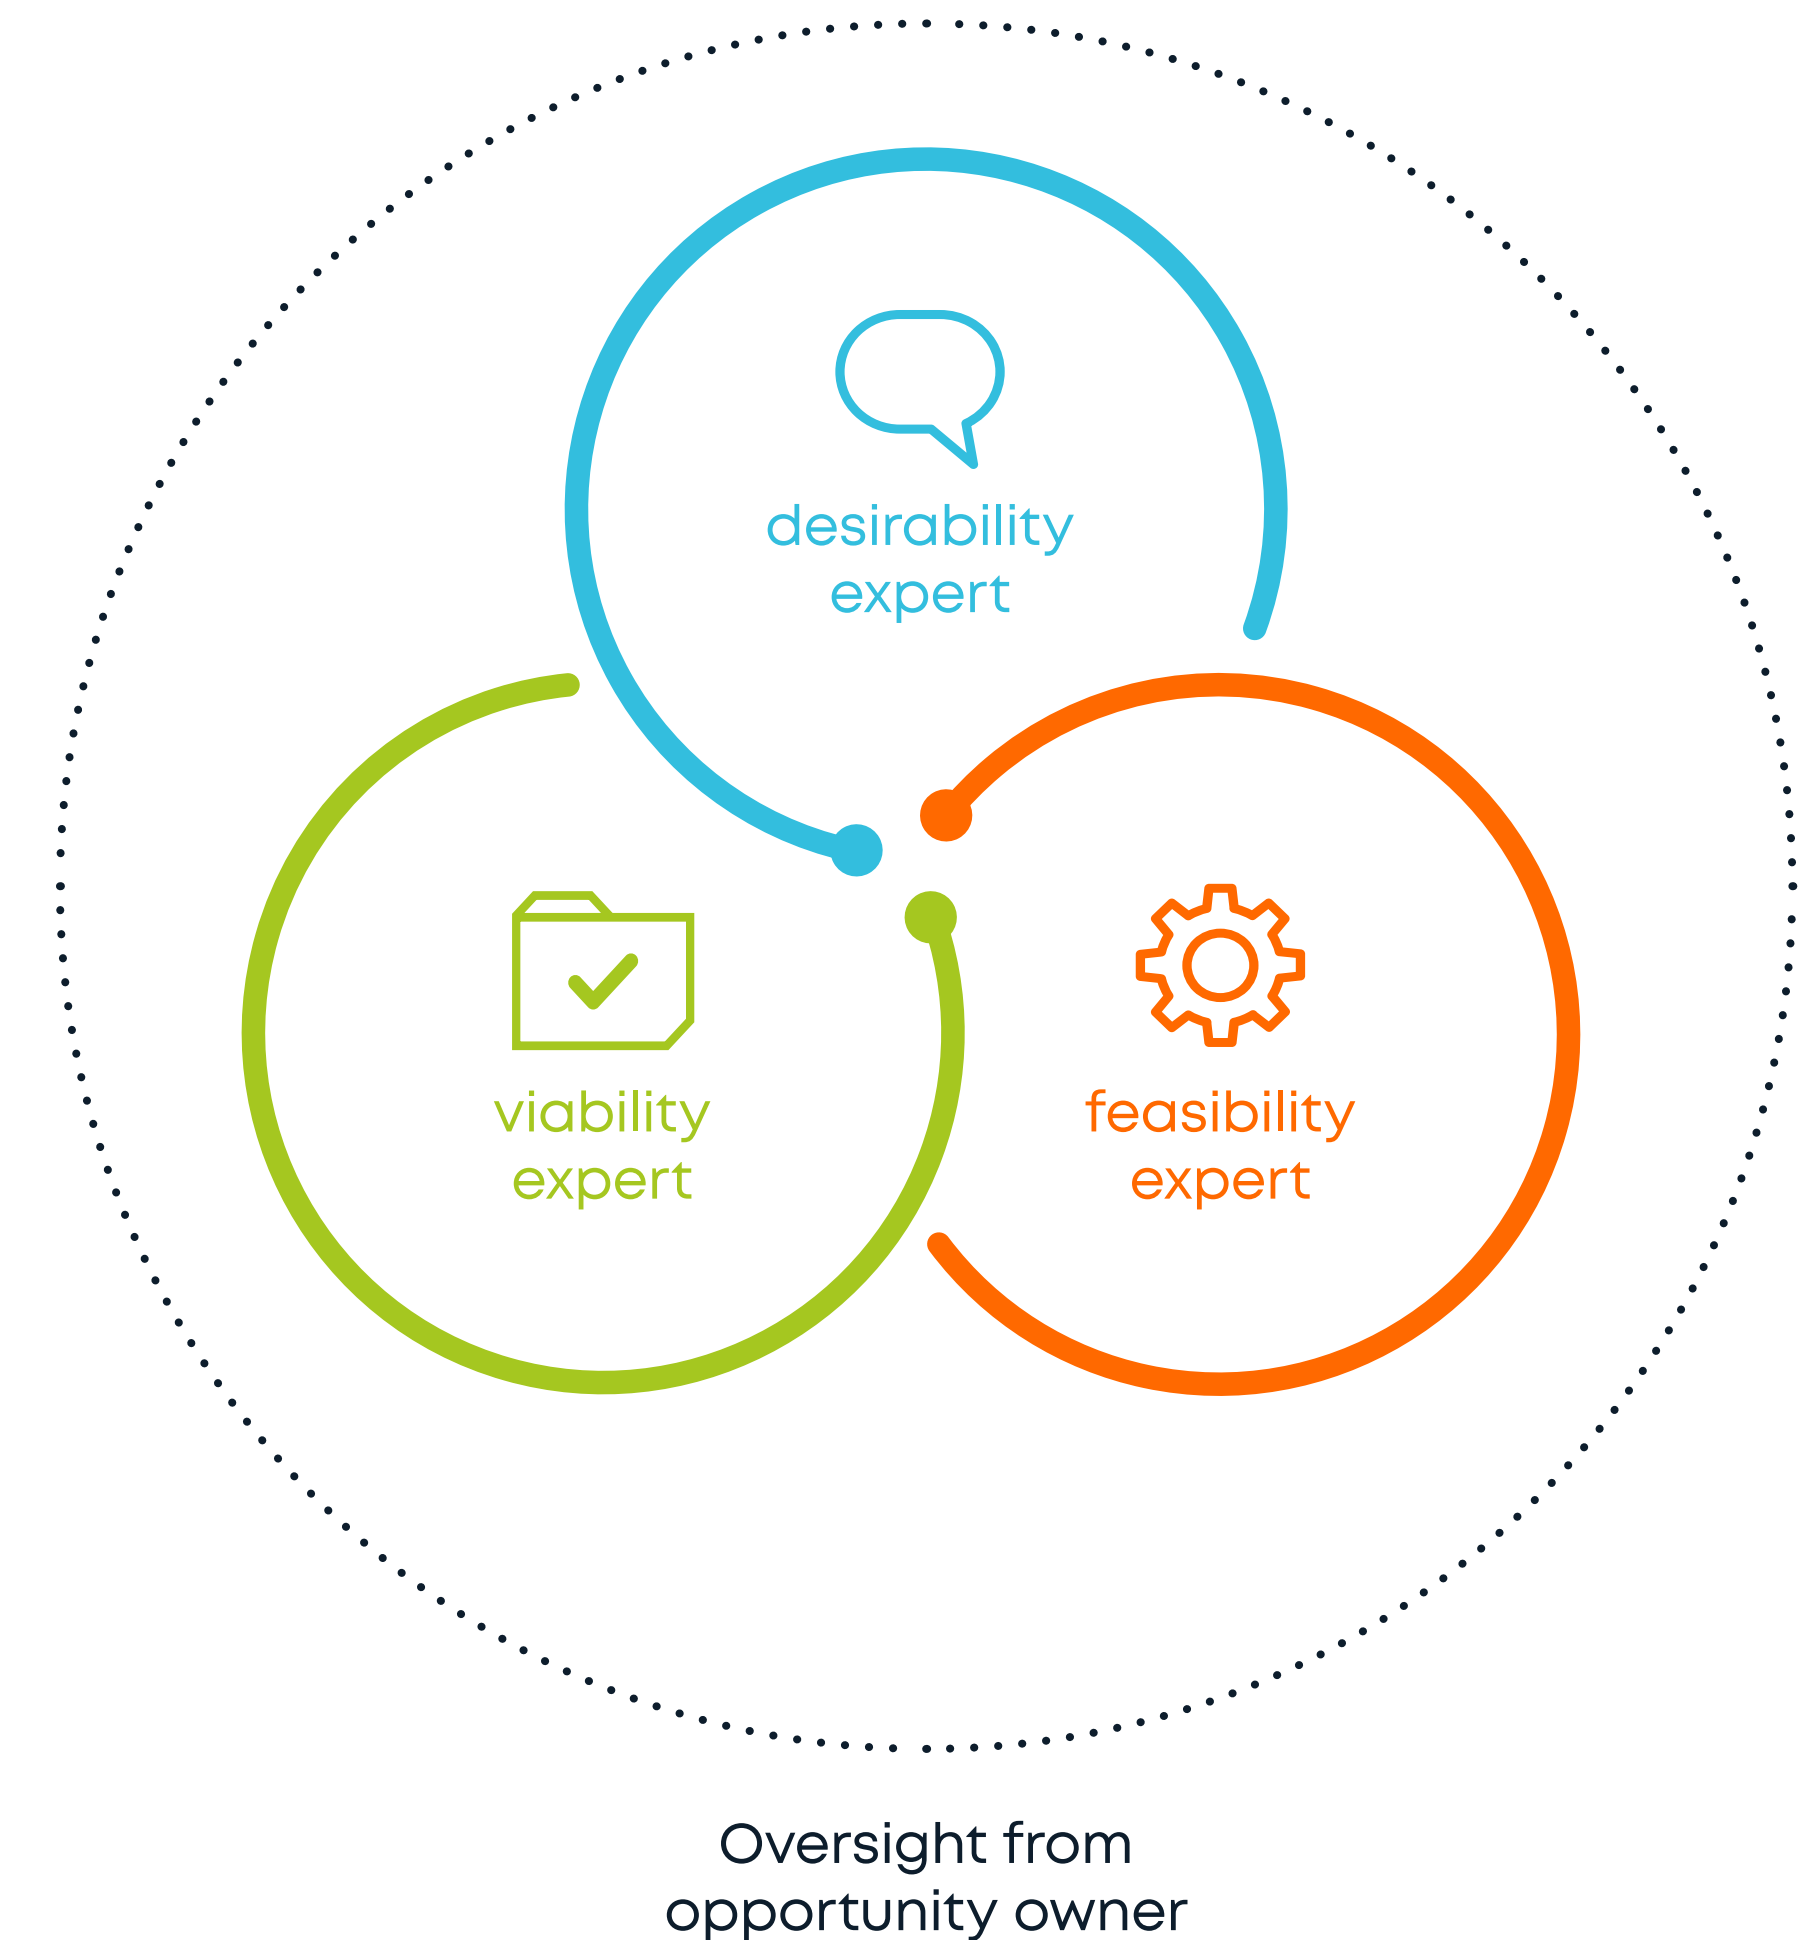 desirability
expert
viability
expert
feasibility
expert
Oversight from
opportunity owner